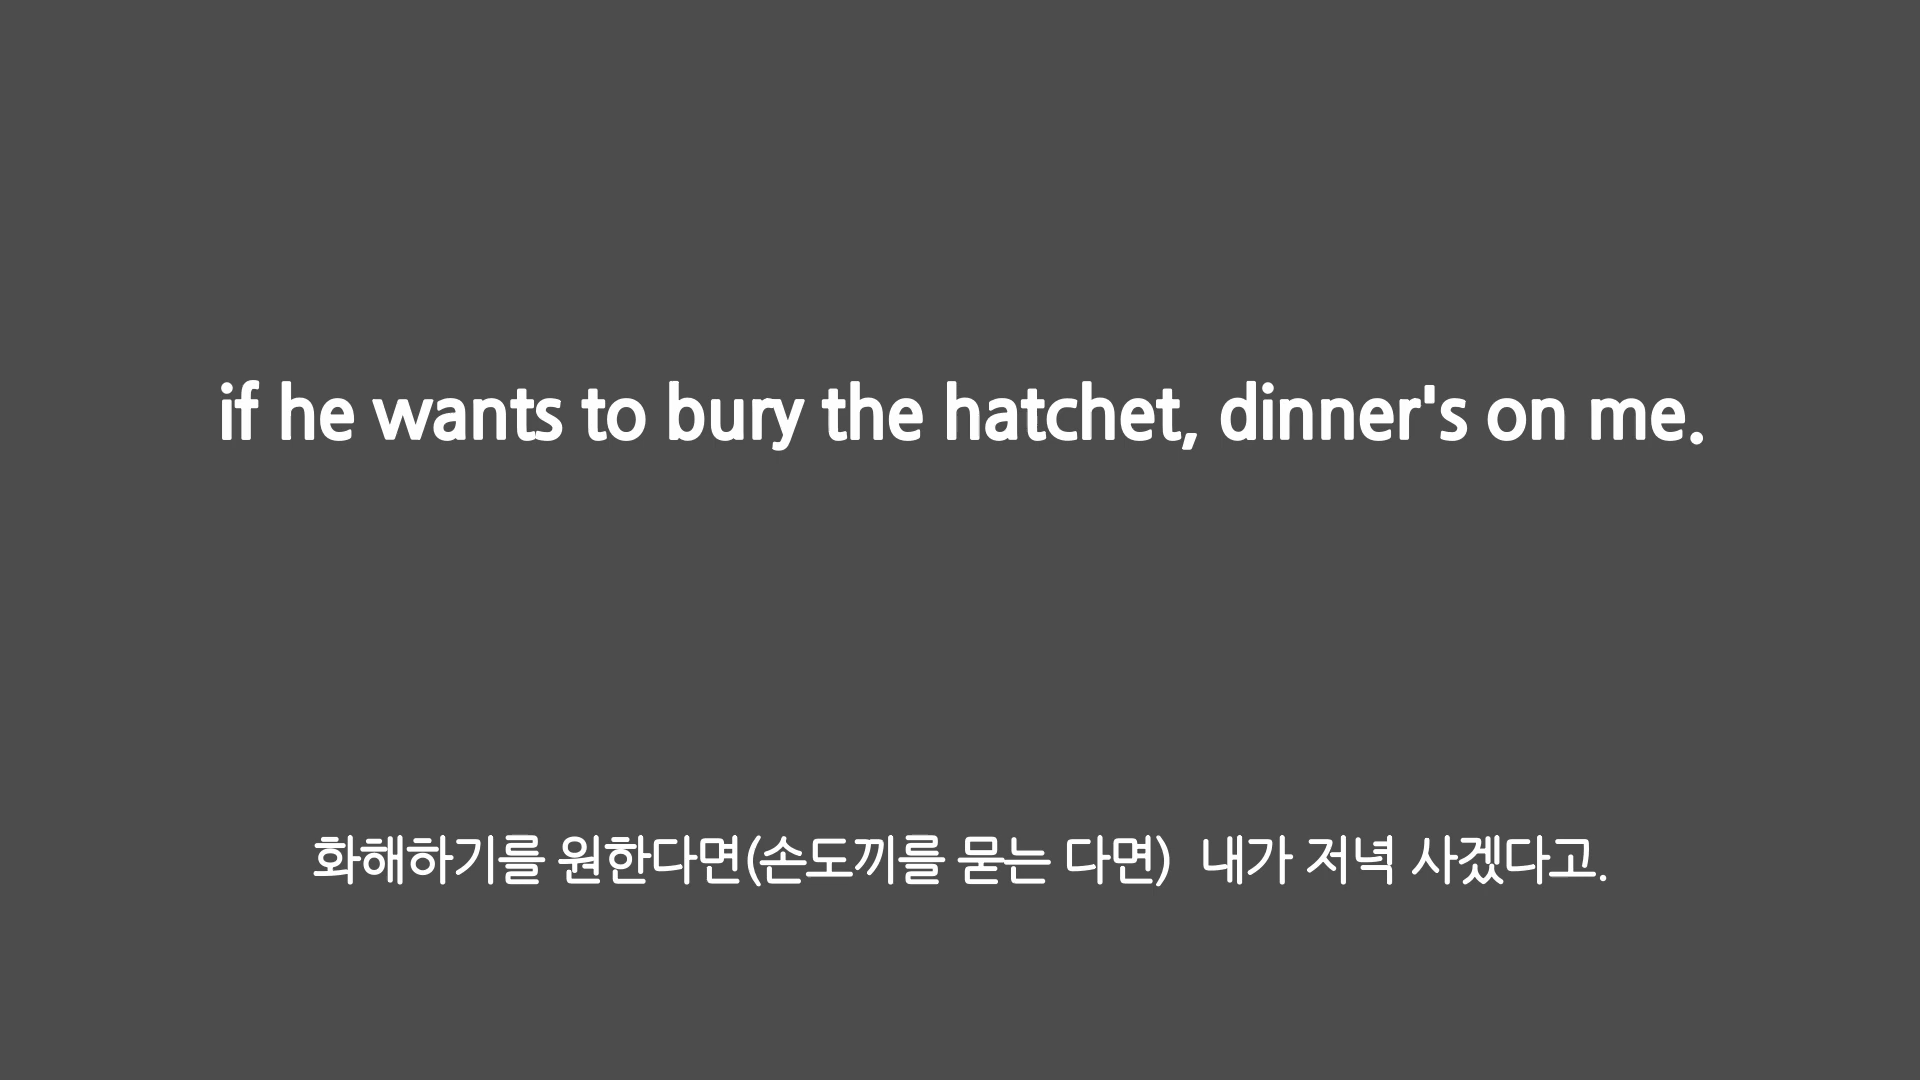 if he wants to bury the hatchet, dinner's on me.
화해하기를 원한다면(손도끼를 묻는 다면)  내가 저녁 사겠다고.